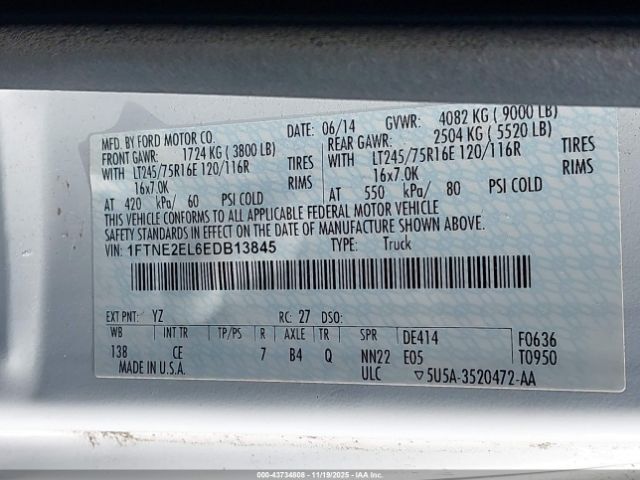 MFD. BY FORD MOTOR CO. DATE: 06/14 GVWR: 4082 KG ( 9000 LB)
FRONT GAWR: 1724 KG ( 3800 LB) REAR GAWR: 2504 KG ( 5520 LB)
WITH LT245/75R16E 120/116R TIRES WITH LT245/75R16E 120/116R TIRES
16x7.0K RIMS 16x7.0K RIMS
AT 420 kPa/ 60 PSI COLD AT 550 kPa/ 80 PSI COLD
THIS VEHICLE CONFORMS TO ALL APPLICABLE FEDERAL MOTOR VEHICLE
SAFETY STANDARDS IN EFFECT ON THE DATE OF MANUFACTURE SHOWN ABOVE.
VIN: 1FTNE2EL6EDB13845 TYPE: Truck
EXT PNT: YZ RC: 27 DSO:
WB INT TR TP/PS R AXLE TR SPR DE414 F0636
138 CE 7 B4 Q NN22 E05 T0950
MADE IN U.S.A. ULC ▽5U5A-3520472-AA
000-43734608 - 11/19/2025 - IAA Inc.